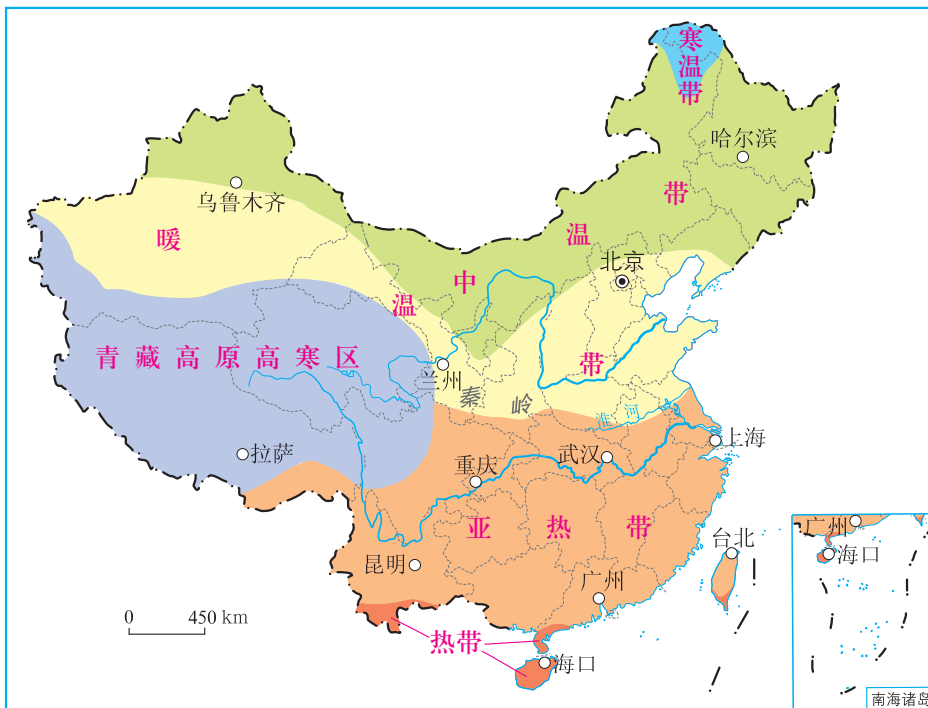 寒温带
哈尔滨
乌鲁木齐
中温带
暖温带
北京
青藏高原高寒区
兰州
秦岭
淮河
上海
拉萨
重庆
武汉
亚热带
台北
昆明
广州
0 450 km
热带
海口
广州
海口
南海诸岛